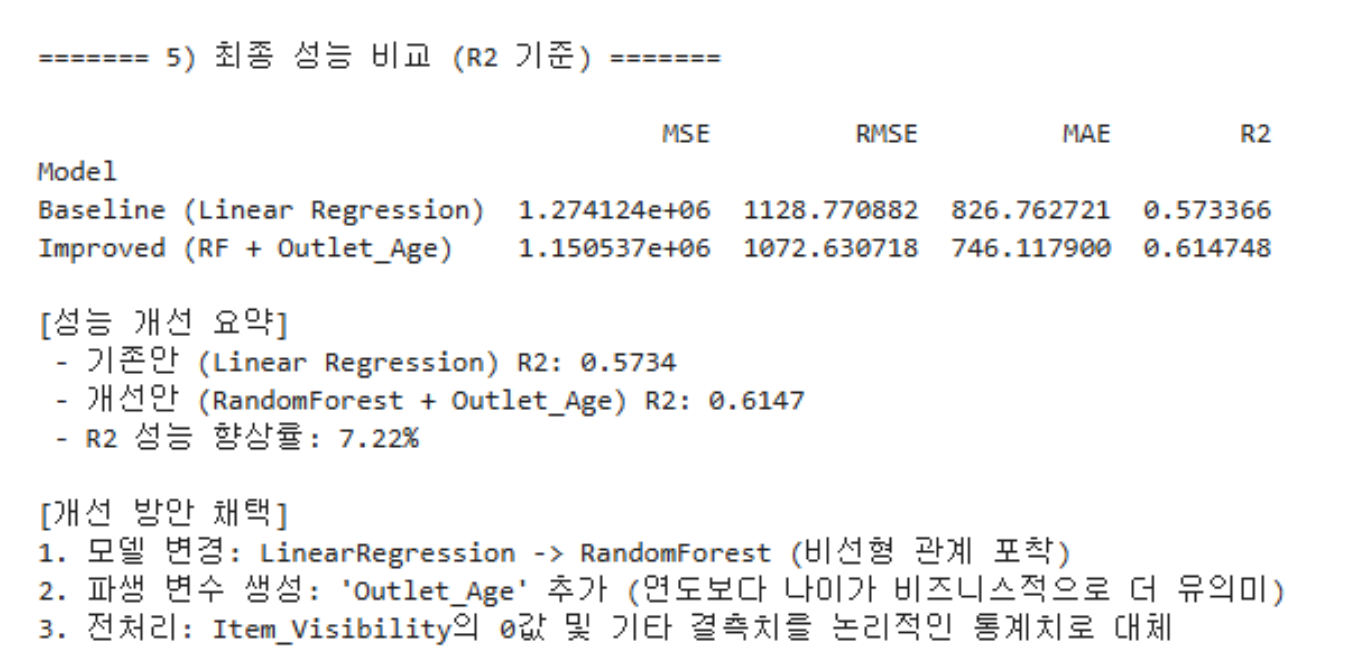 ======= 5) 최종 성능 비교 (R2 기준) =======
MSE RMSE MAE R2
Model
Baseline (Linear Regression) 1.274124e+06 1128.770882 826.762721 0.573366
Improved (RF + Outlet_Age) 1.150537e+06 1072.630718 746.117900 0.614748
[성능 개선 요약]
- 기존안 (Linear Regression) R2: 0.5734
- 개선안 (RandomForest + Outlet_Age) R2: 0.6147
- R2 성능 향상률: 7.22%
[개선 방안 채택]
1. 모델 변경: LinearRegression -> RandomForest (비선형 관계 포착)
2. 파생 변수 생성: 'Outlet_Age' 추가 (연도보다 나이가 비즈니스적으로 더 유의미)
3. 전처리: Item_Visibility의 0값 및 기타 결측치를 논리적인 통계치로 대체